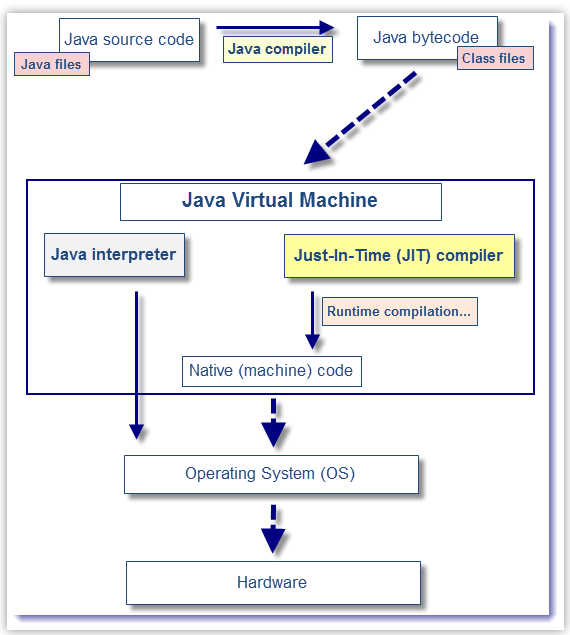 Java source code
Java files
Java compiler
Java bytecode
Class files
Java Virtual Machine
Java interpreter
Just-In-Time (JIT) compiler
Runtime compilation...
Native (machine) code
Operating System (OS)
Hardware